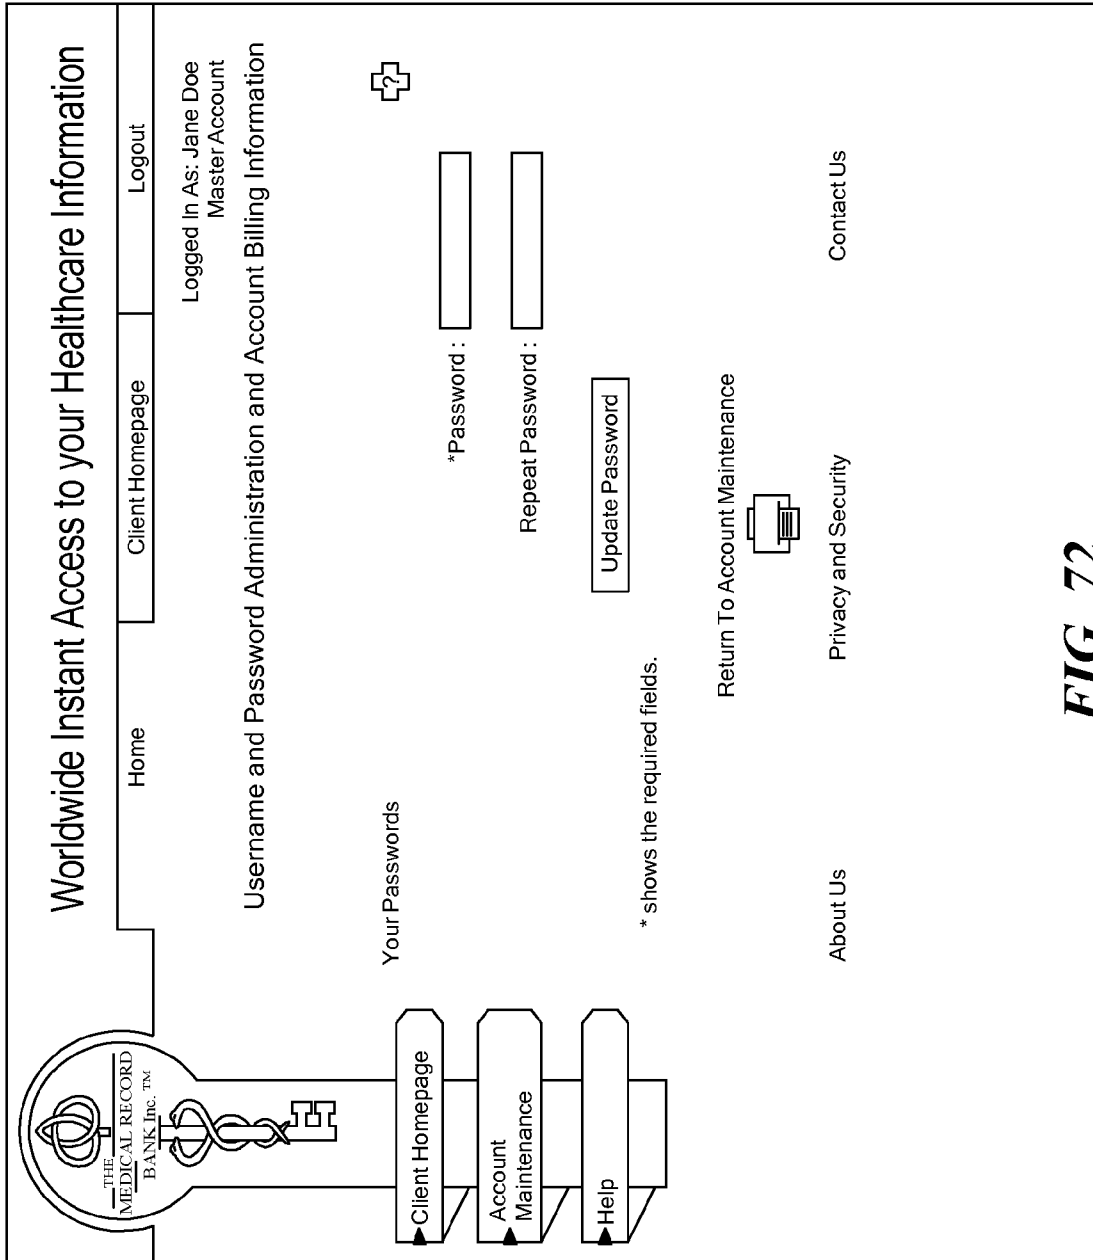 Worldwide Instant Access to your Healthcare Information
Home
Client Homepage
Logout
THE
MEDICAL RECORD
BANK Inc.™
Logged In As: Jane Doe
Master Account
Username and Password Administration and Account Billing Information
Your Passwords
?
Client Homepage
*Password :
Account
Maintenance
Repeat Password :
Help
Update Password
* shows the required fields.
Return To Account Maintenance
About Us
Privacy and Security
Contact Us
FIG. 72